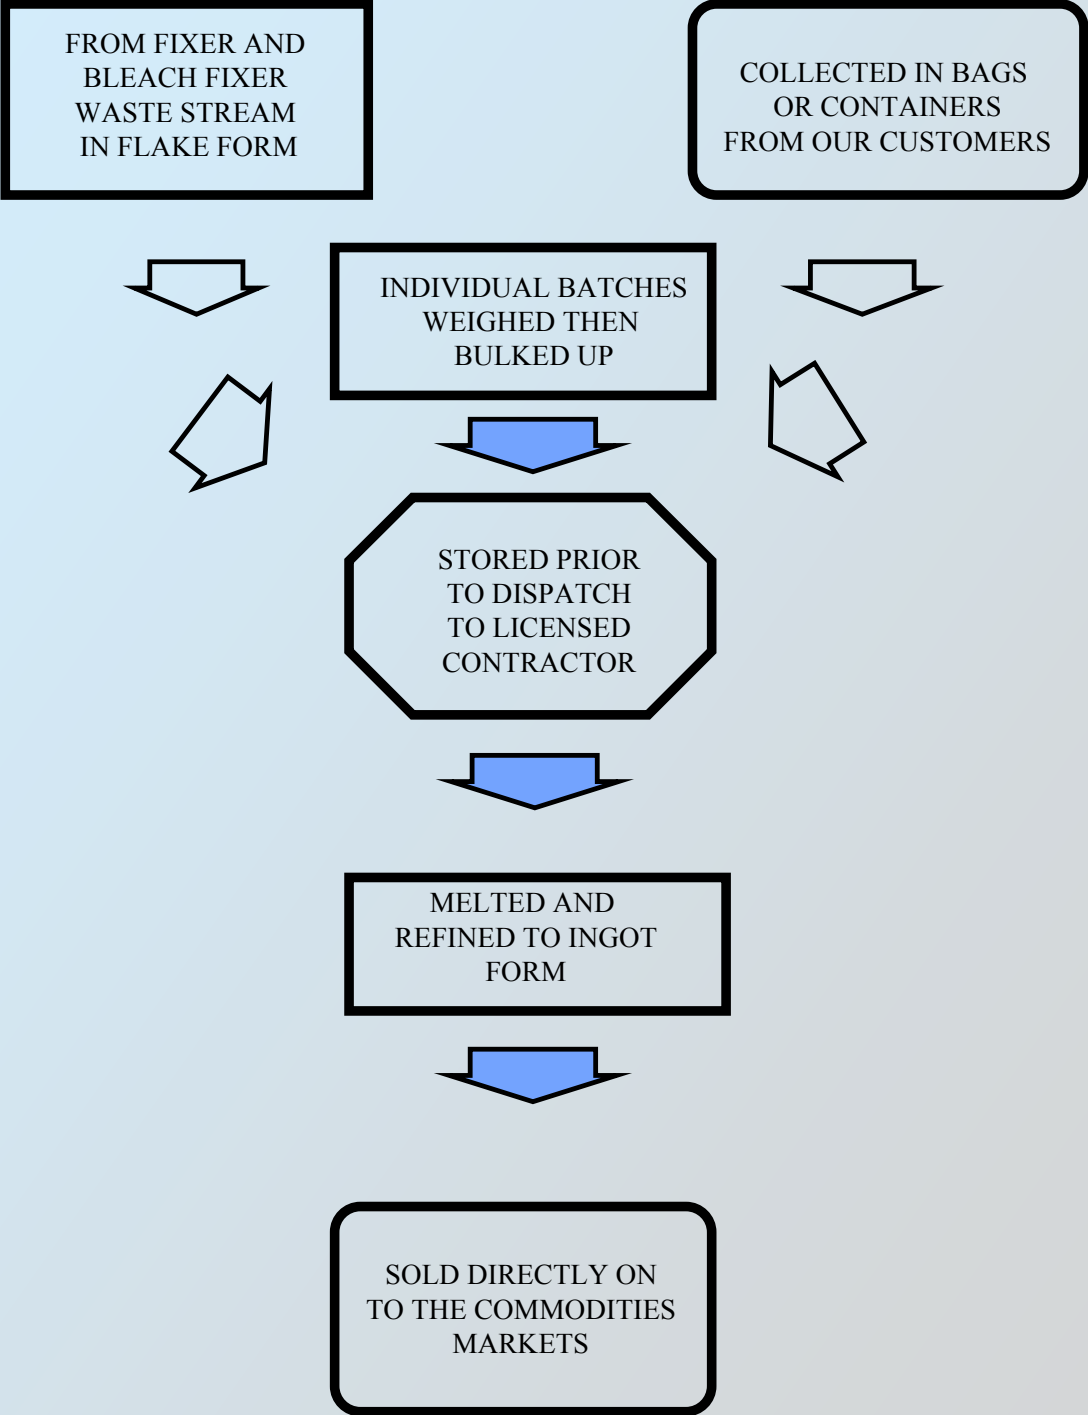 FROM FIXER AND
BLEACH FIXER
WASTE STREAM
IN FLAKE FORM
COLLECTED IN BAGS
OR CONTAINERS
FROM OUR CUSTOMERS
INDIVIDUAL BATCHES
WEIGHED THEN
BULKED UP
STORED PRIOR
TO DISPATCH
TO LICENSED
CONTRACTOR
MELTED AND
REFINED TO INGOT
FORM
SOLD DIRECTLY ON
TO THE COMMODITIES
MARKETS